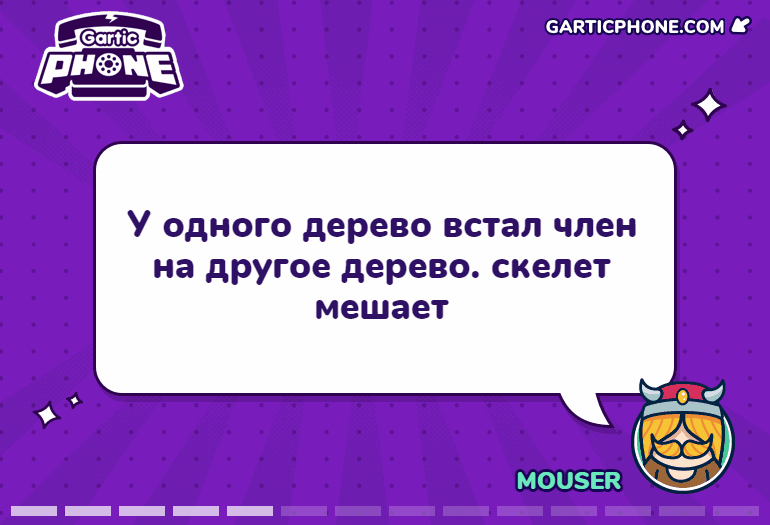 Gartic
PHONE
GARTICPHONE.COM
У одного дерево встал член
на другое дерево. скелет
мешает
MOUSER